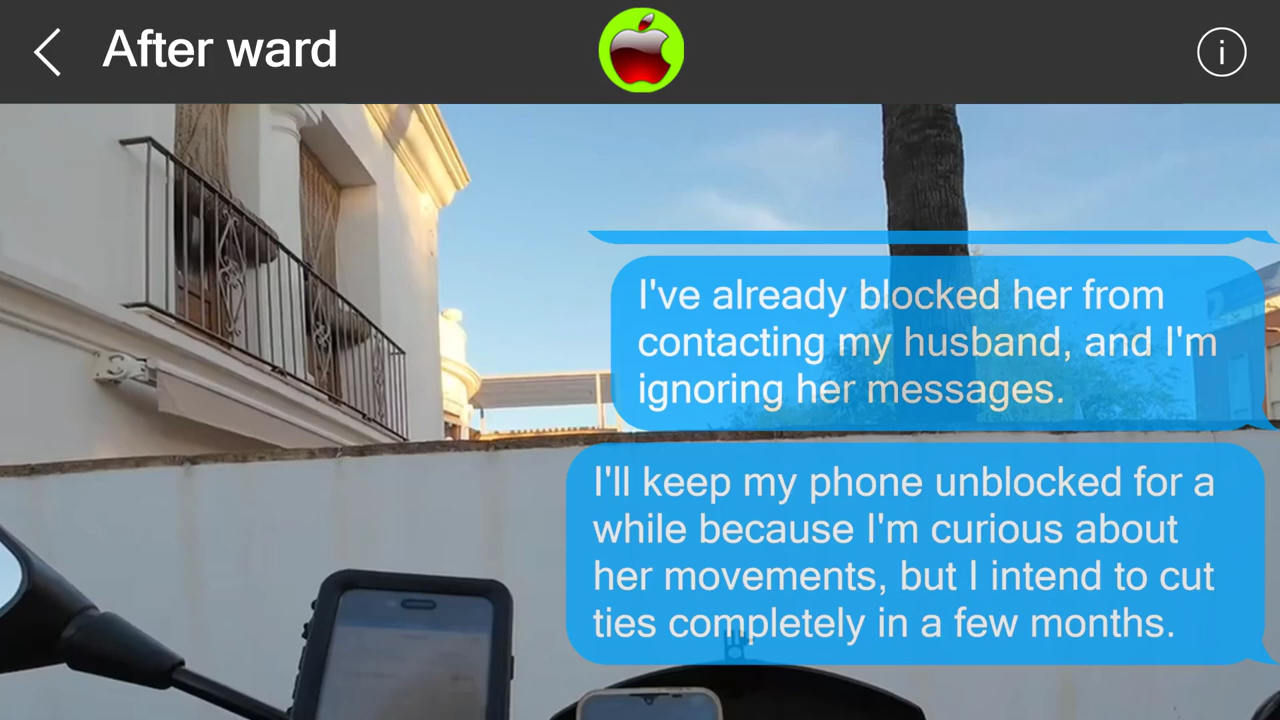 After ward
I've already blocked her from
contacting my husband, and I'm
ignoring her messages.
I'll keep my phone unblocked for a
while because I'm curious about
her movements, but I intend to cut
ties completely in a few months.